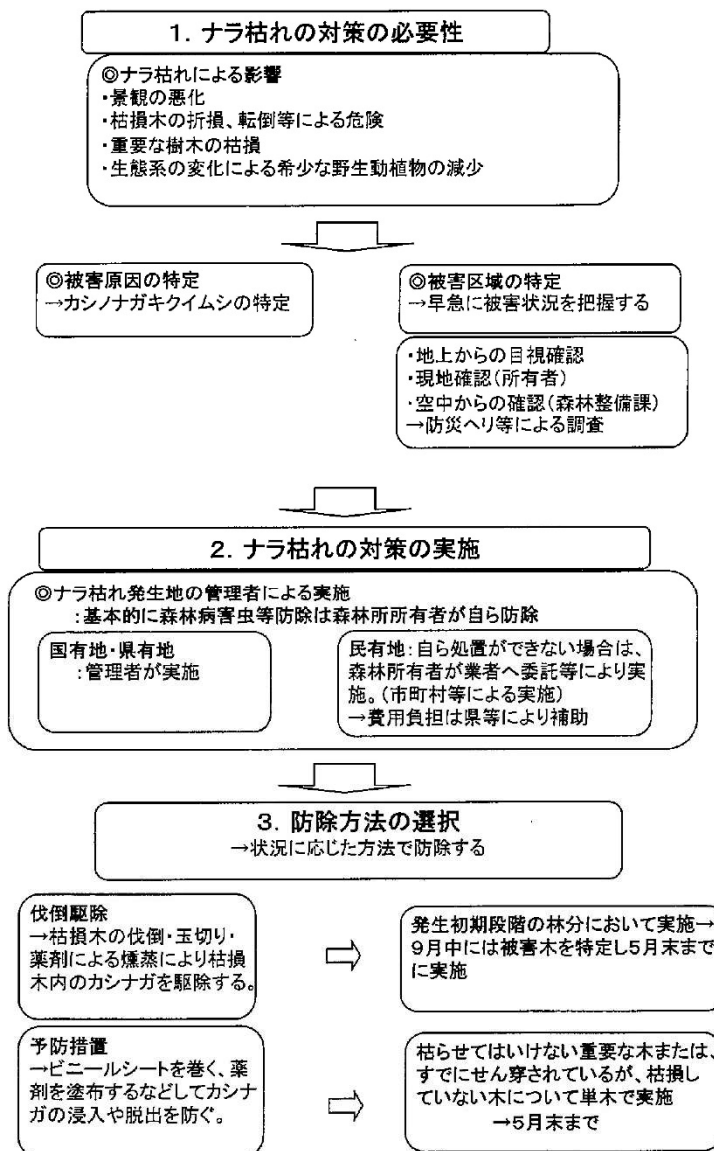 1．ナラ枯れの対策の必要性
◎ナラ枯れによる影響
・景観の悪化
・枯損木の折損、転倒等による危険
・重要な樹木の枯損
・生態系の変化による希少な野生動植物の減少
◎被害原因の特定
→カシノナガキクイムシの特定
◎被害区域の特定
→早急に被害状況を把握する
・地上からの目視確認
・現地確認(所有者)
・空中からの確認(森林整備課)
→防災ヘリ等による調査
2．ナラ枯れの対策の実施
◎ナラ枯れ発生地の管理者による実施
：基本的に森林病害虫等防除は森林所所有者が自ら防除
国有地・県有地
：管理者が実施
民有地：自ら処置ができない場合は、
森林所有者が業者へ委託等により実
施。(市町村等による実施)
→費用負担は県等により補助
3．防除方法の選択
→状況に応じた方法で防除する
伐倒駆除
→枯損木の伐倒・玉切り・
薬剤による燻蒸により枯損
木内のカシナガを駆除する。
発生初期段階の林分において実施→
9月中には被害木を特定し5月末まで
に実施
予防措置
→ビニールシートを巻く、薬
剤を塗布するなどしてカシナ
ガの浸入や脱出を防ぐ。
枯らせてはいけない重要な木または、
すでにせん穿されているが、枯損し
ていない木について単木で実施
→5月末まで